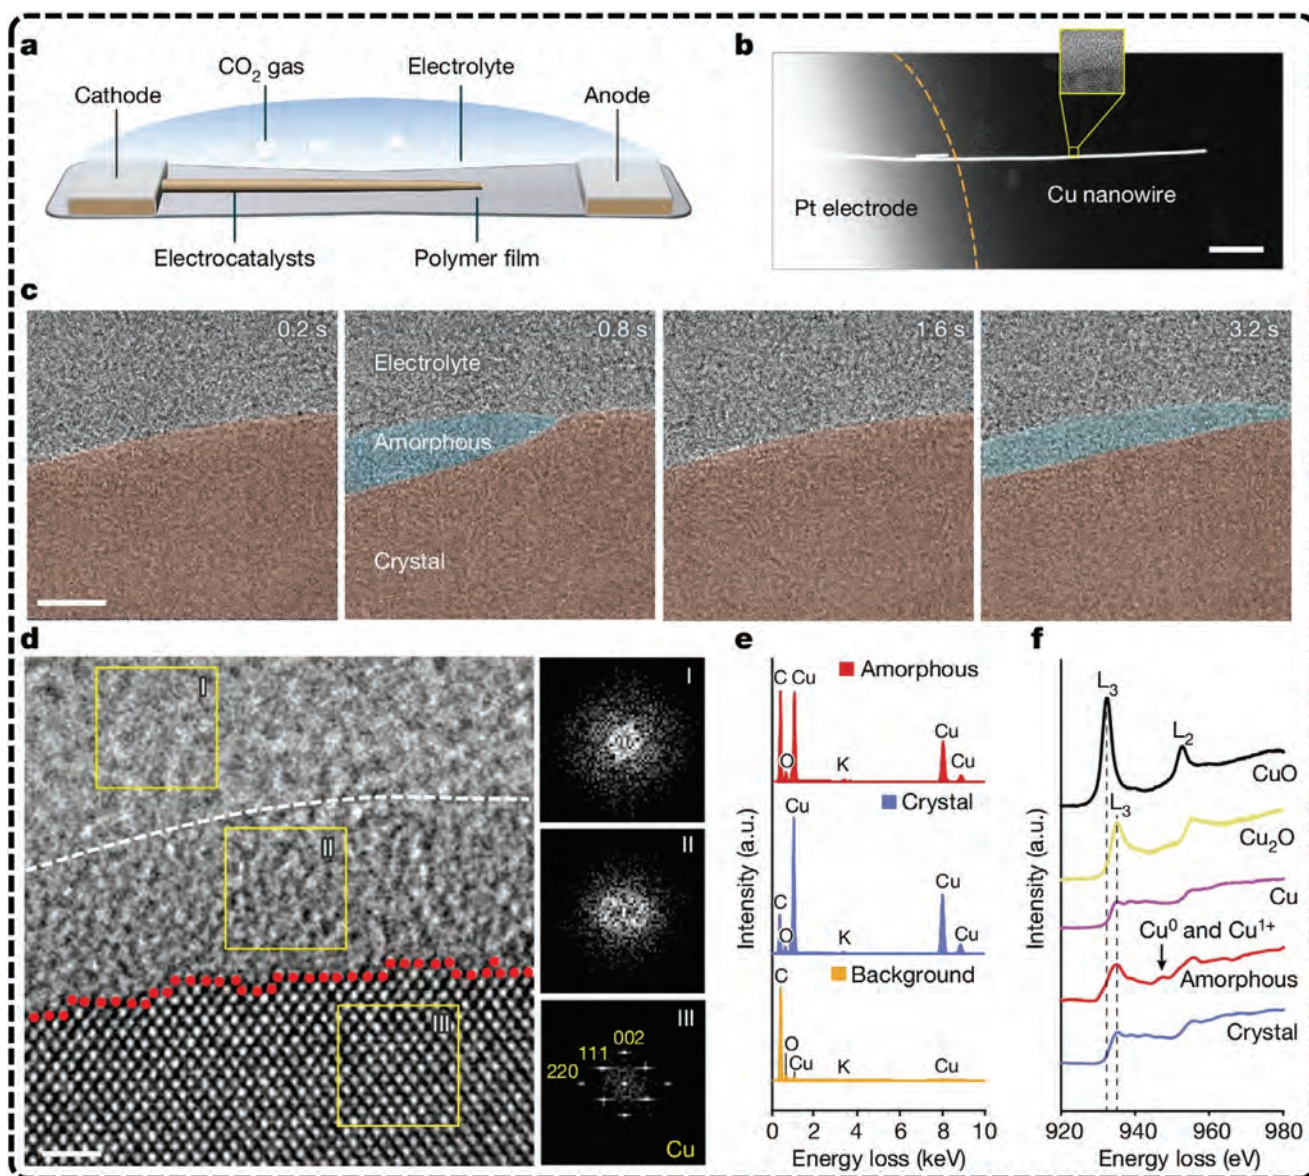 a
CO2 gas
Electrolyte
Cathode
Anode
Electrocatalysts
Polymer film
b
Pt electrode
Cu nanowire
c
0.2 s
0.8 s
1.6 s
3.2 s
Electrolyte
Amorphous
Crystal
d
I
II
III
I
II
III
002
111
220
Cu
e
Amorphous
C Cu
O
K
Cu
Cu
Crystal
Cu
C
O
K
Cu
Cu
Background
C
O
Cu
K
Intensity (a.u.)
0 2 4 6 8 10
Energy loss (keV)
f
L3
L2
CuO
L3
Cu2O
Cu
Cu0 and Cu1+
Amorphous
Crystal
Intensity (a.u.)
920 940 960 980
Energy loss (eV)